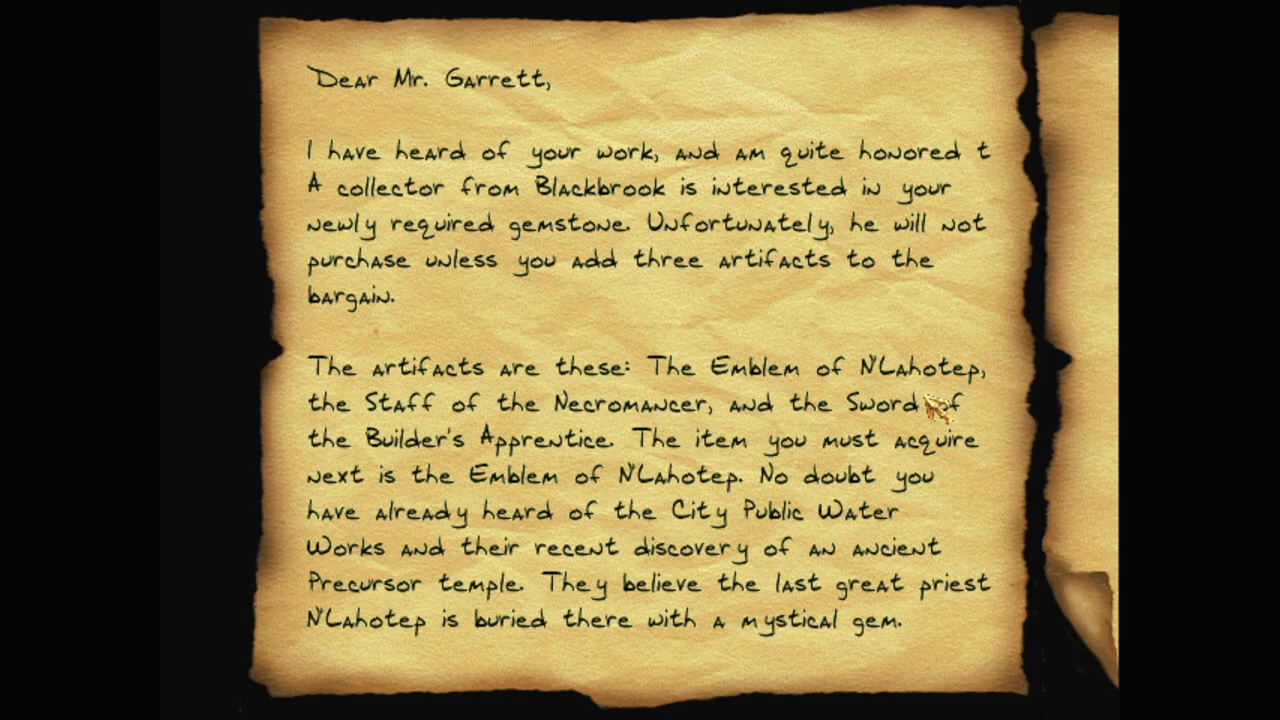 Dear Mr. Garrett,
I have heard of your work, and am quite honored t
A collector from Blackbrook is interested in your
newly required gemstone. Unfortunately, he will not
purchase unless you add three artifacts to the
bargain.
The artifacts are these: The Emblem of N'Lahotep,
the Staff of the Necromancer, and the Sword of
the Builder's Apprentice. The item you must acquire
next is the Emblem of N'Lahotep. No doubt you
have already heard of the City Public Water
Works and their recent discovery of an ancient
Precursor temple. They believe the last great priest
N'Lahotep is buried there with a mystical gem.